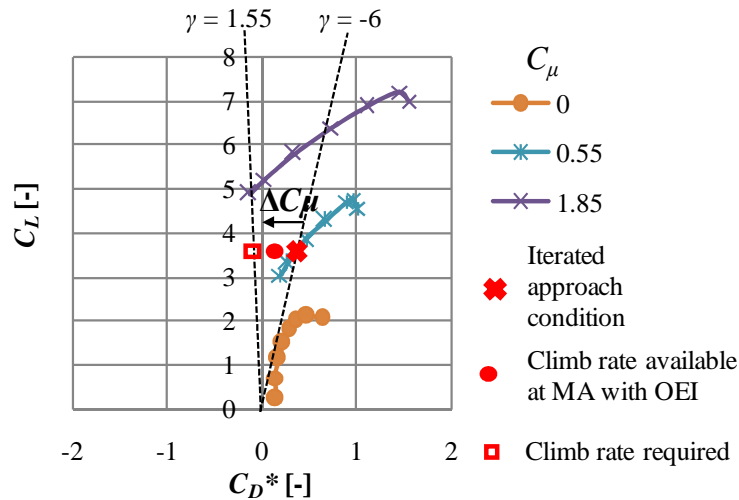 γ = 1.55
γ = -6
8
7
6
5
4
3
2
1
0
-2
-1
0
1
2
C_L [-]
C_D* [-]
ΔCμ
C_μ
0
0.55
1.85
Iterated
approach
condition
Climb rate available
at MA with OEI
Climb rate required